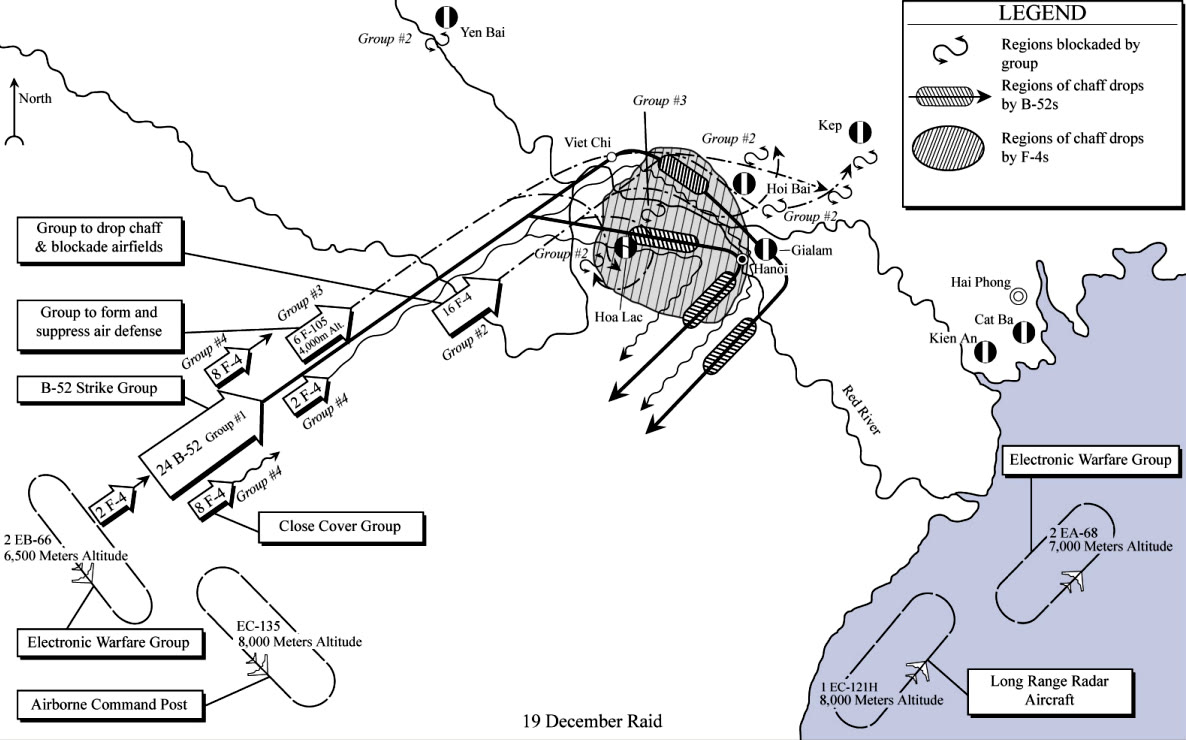 LEGEND
Regions blockaded by
group
Regions of chaff drops
by B-52s
Regions of chaff drops
by F-4s
Group #2
Yen Bai
North
Group #3
Viet Chi
Group #2
Kep
Hoi Bai
Group #2
Group to drop chaff
& blockade airfields
Group #2
Gialam
Hanoi
Hai Phong
Cat Ba
Kien An
Hoa Lac
Group to form and
suppress air defense
Group #3
6 F-105
4,000m Alt.
16 F-4
Group #2
Group #4
8 F-4
B-52 Strike Group
2 F-4
Group #4
24 B-52 Group #1
Red River
Electronic Warfare Group
8 F-4
Group #4
2 F-4
Close Cover Group
2 EB-66
6,500 Meters Altitude
2 EA-68
7,000 Meters Altitude
Electronic Warfare Group
EC-135
8,000 Meters Altitude
Airborne Command Post
1 EC-121H
8,000 Meters Altitude
Long Range Radar
Aircraft
19 December Raid